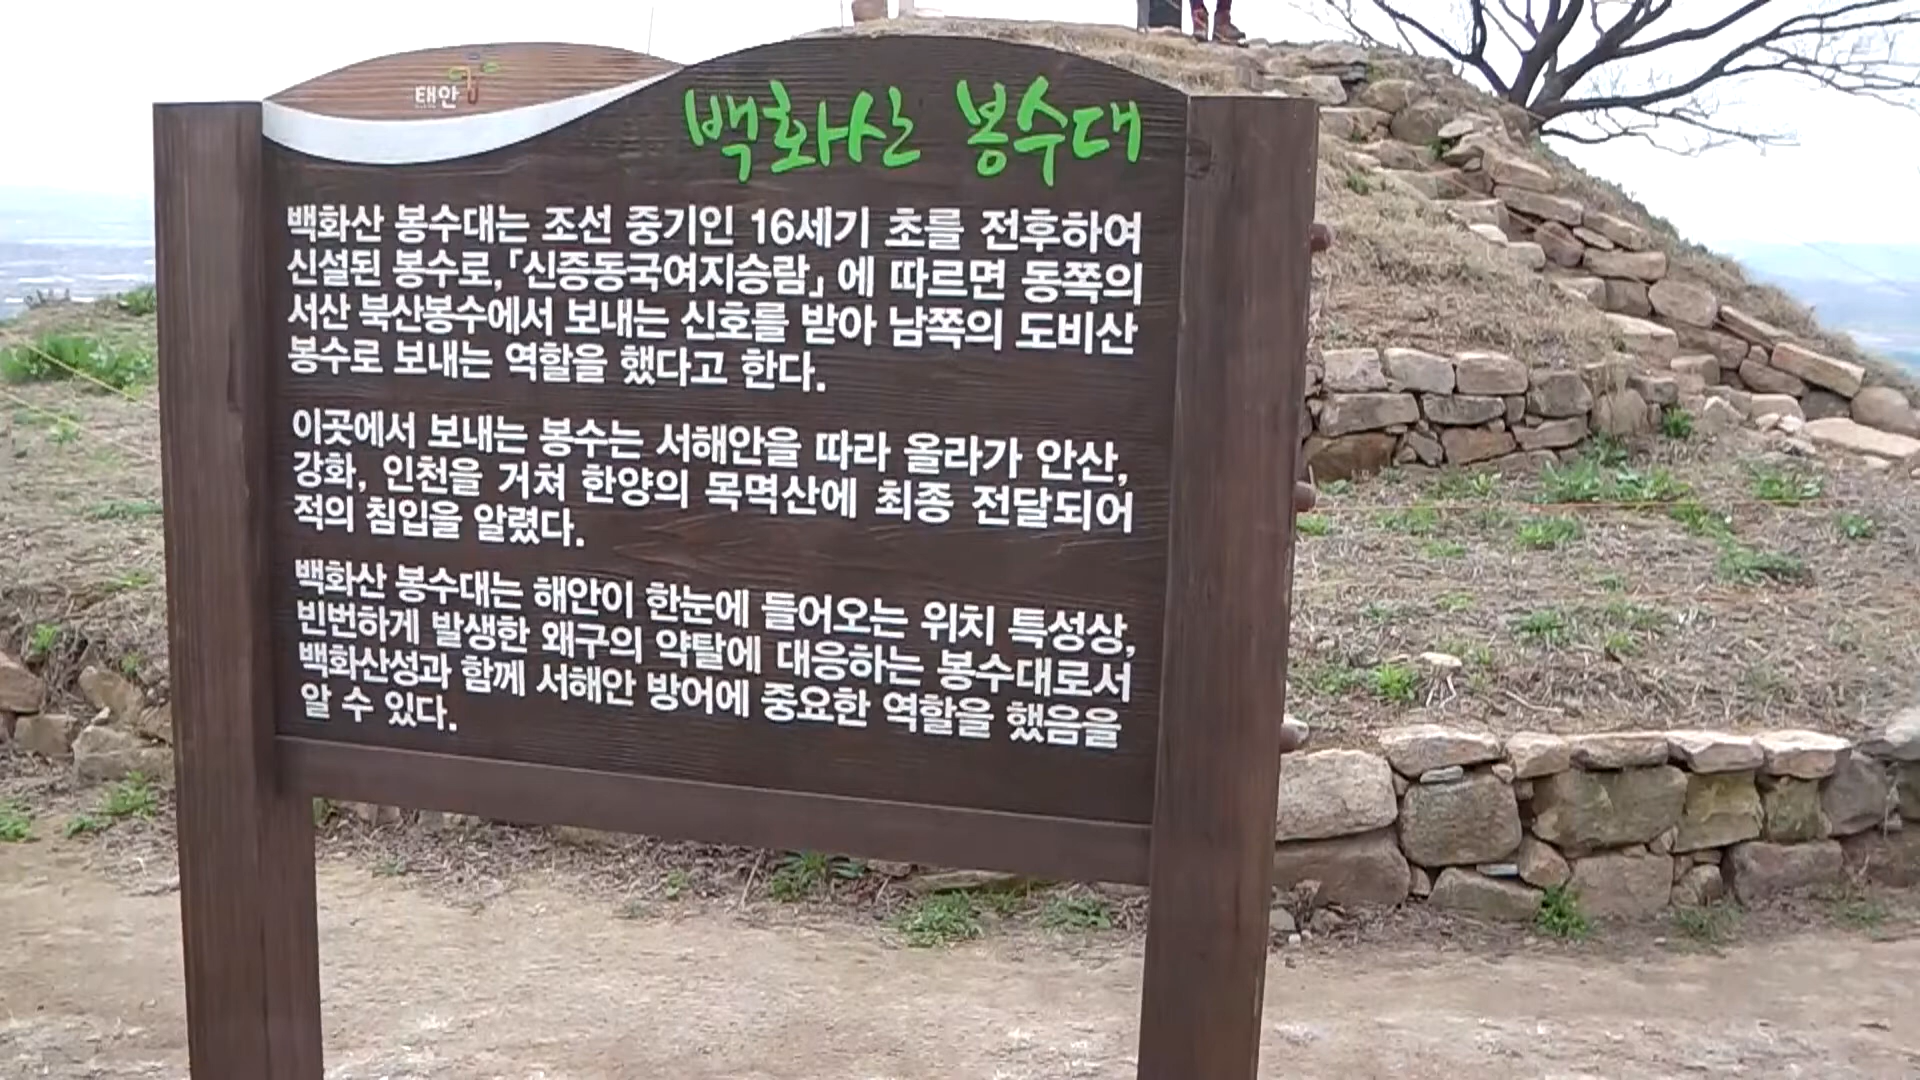 태안
백화산 봉수대
백화산 봉수대는 조선 중기인 16세기 초를 전후하여
신설된 봉수로,「신증동국여지승람」에 따르면 동쪽의
서산 북산봉수에서 보내는 신호를 받아 남쪽의 도비산
봉수로 보내는 역할을 했다고 한다.
이곳에서 보내는 봉수는 서해안을 따라 올라가 안산,
강화, 인천을 거쳐 한양의 목멱산에 최종 전달되어
적의 침입을 알렸다.
백화산 봉수대는 해안이 한눈에 들어오는 위치 특성상,
빈번하게 발생한 왜구의 약탈에 대응하는 봉수대로서
백화산성과 함께 서해안 방어에 중요한 역할을 했음을
알 수 있다.